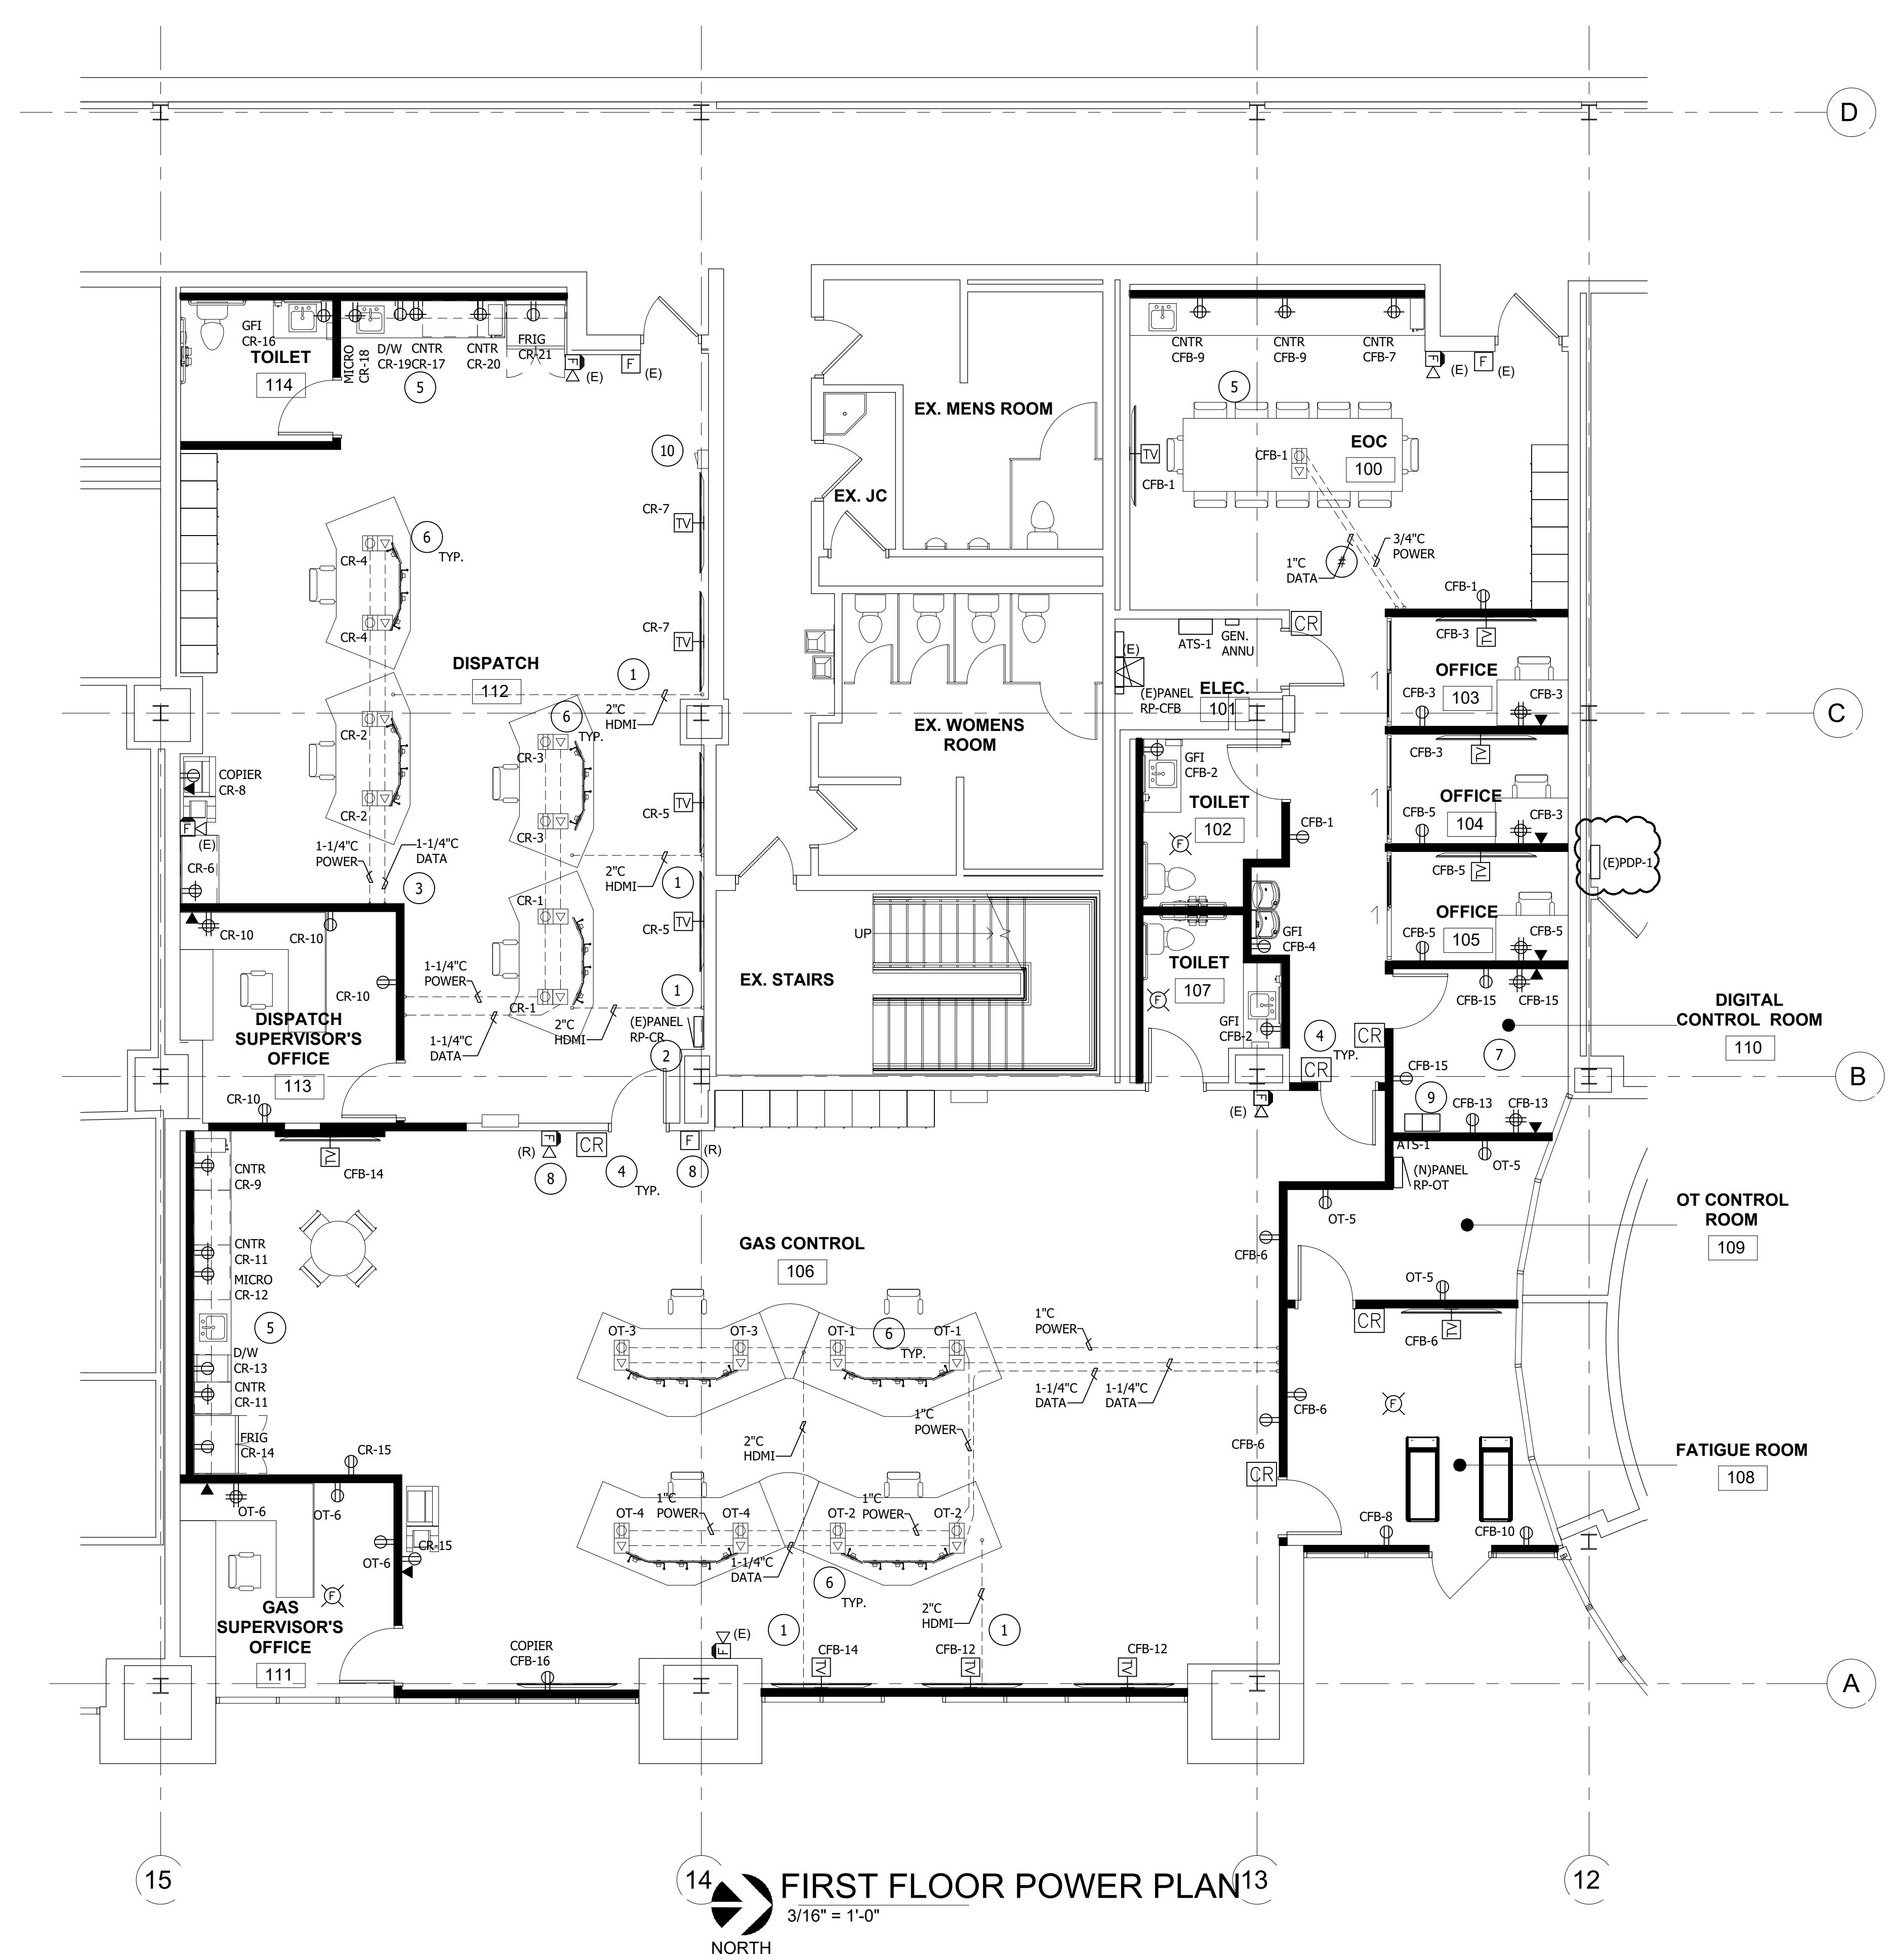 D
GFI
CR-16
TOILET
114
MICRO
CR-18
D/W
CR-19
CNTR
CR-17
5
CNTR
CR-20
FRIG
CR-21
F
(E)
F
(E)
10
CR-7
TV
CR-7
TV
6
TYP.
CR-4
CR-4
DISPATCH
112
1
2"C
HDMI
6
TYP.
CR-2
CR-2
CR-3
CR-3
COPIER
CR-8
F
(E)
CR-6
1-1/4"C
POWER
1-1/4"C
DATA
3
CR-5
TV
2"C
HDMI
1
CR-5
TV
CR-1
CR-1
1-1/4"C
POWER
1-1/4"C
DATA
2"C
HDMI
1
(E)PANEL
RP-CR
2
CR-10
CR-10
CR-10
DISPATCH
SUPERVISOR'S
OFFICE
113
CR-10
EX. MENS ROOM
EX. JC
EX. WOMENS
ROOM
UP
EX. STAIRS
CNTR
CFB-9
CNTR
CFB-9
CNTR
CFB-7
5
F
(E)
F
(E)
TV
CFB-1
CFB-1
EOC
100
1"C
DATA
#
3/4"C
POWER
CFB-1
CR
ATS-1
GEN.
ANNU
(E)
(E)PANEL
RP-CFB
ELEC.
101
CFB-3
TV
OFFICE
103
CFB-3
CFB-3
C
CFB-3
TV
OFFICE
104
CFB-5
CFB-3
(E)PDP-1
CFB-5
TV
OFFICE
105
CFB-5
CFB-5
GFI
CFB-2
TOILET
102
F
CFB-1
GFI
CFB-4
TOILET
107
F
GFI
CFB-2
4
TYP.
CR
CR
CFB-15
CFB-15
DIGITAL
CONTROL ROOM
110
7
CFB-15
9
CFB-13
CFB-13
B
ATS-1
(N)PANEL
RP-OT
OT-5
OT-5
OT-5
OT CONTROL
ROOM
109
F
(E)
F
(R)
8
CR
4
TYP.
F
(R)
8
TV
CFB-14
CNTR
CR-9
CNTR
CR-11
MICRO
CR-12
5
D/W
CR-13
CNTR
CR-11
FRIG
CR-14
CR-15
GAS CONTROL
106
OT-3
OT-3
OT-1
6
TYP.
OT-1
1"C
POWER
1-1/4"C
DATA
1-1/4"C
DATA
1"C
POWER
2"C
HDMI
CFB-6
CFB-6
CFB-6
CR
CR
CFB-6
TV
F
FATIGUE ROOM
108
CFB-8
CFB-10
OT-4
1"C
POWER
OT-4
OT-2
1"C
POWER
OT-2
1-1/4"C
DATA
6
TYP.
2"C
HDMI
OT-6
OT-6
OT-6
CR-15
F
GAS
SUPERVISOR'S
OFFICE
111
COPIER
CFB-16
F
(E)
1
CFB-14
TV
CFB-12
TV
1
CFB-12
TV
A
15
14
13
12
FIRST FLOOR POWER PLAN
3/16" = 1'-0"
NORTH